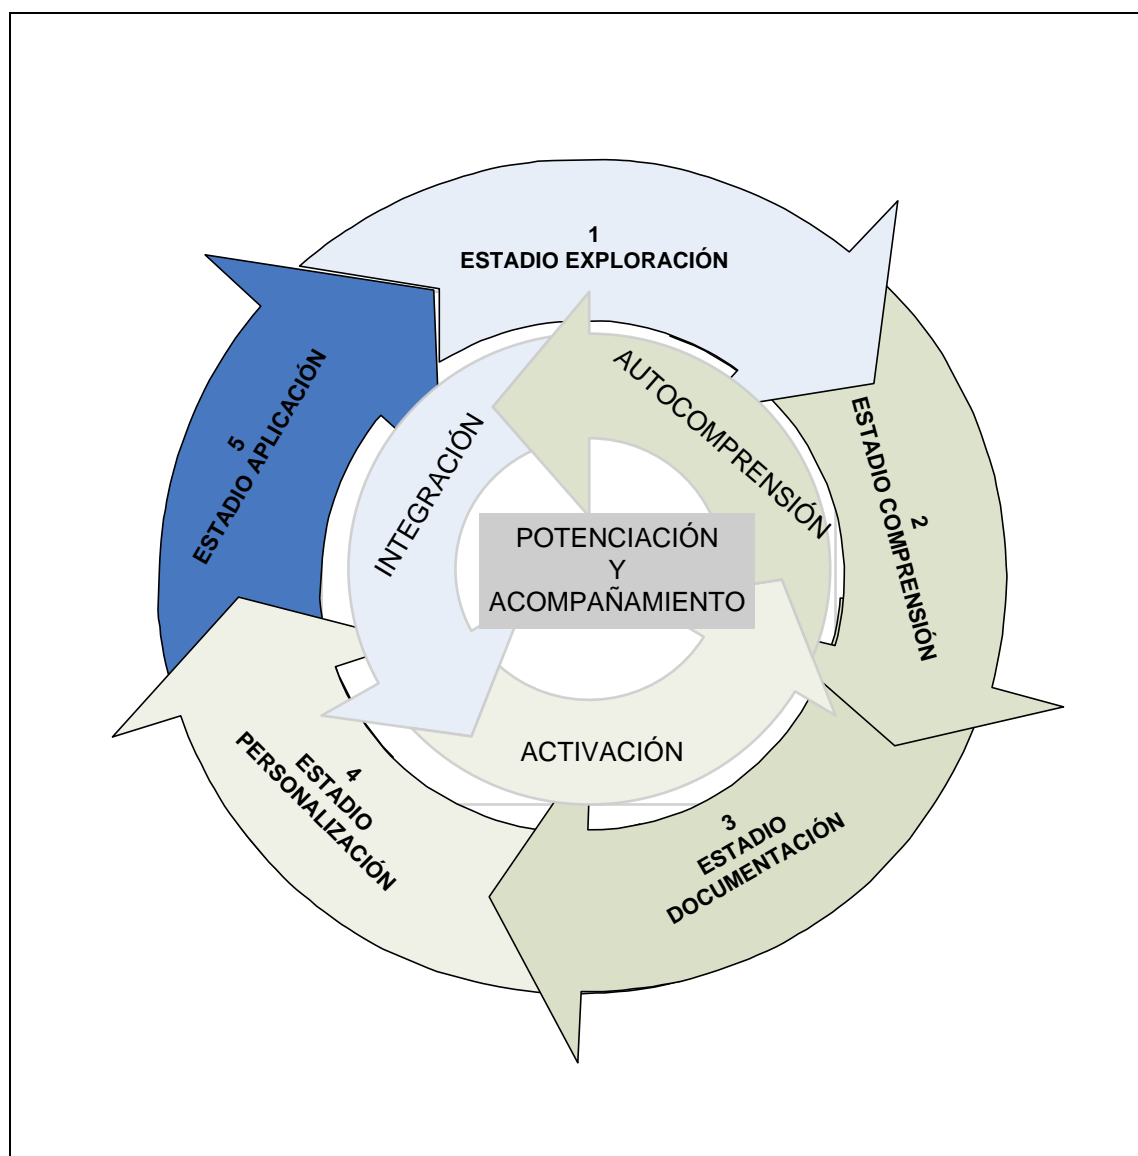 1
ESTADIO EXPLORACIÓN
2
ESTADIO COMPRENSIÓN
3
ESTADIO
DOCUMENTACIÓN
4
ESTADIO
PERSONALIZACIÓN
5
ESTADIO APLICACIÓN
AUTOCOMPRENSIÓN
INTEGRACIÓN
ACTIVACIÓN
POTENCIACIÓN
Y
ACOMPAÑAMIENTO